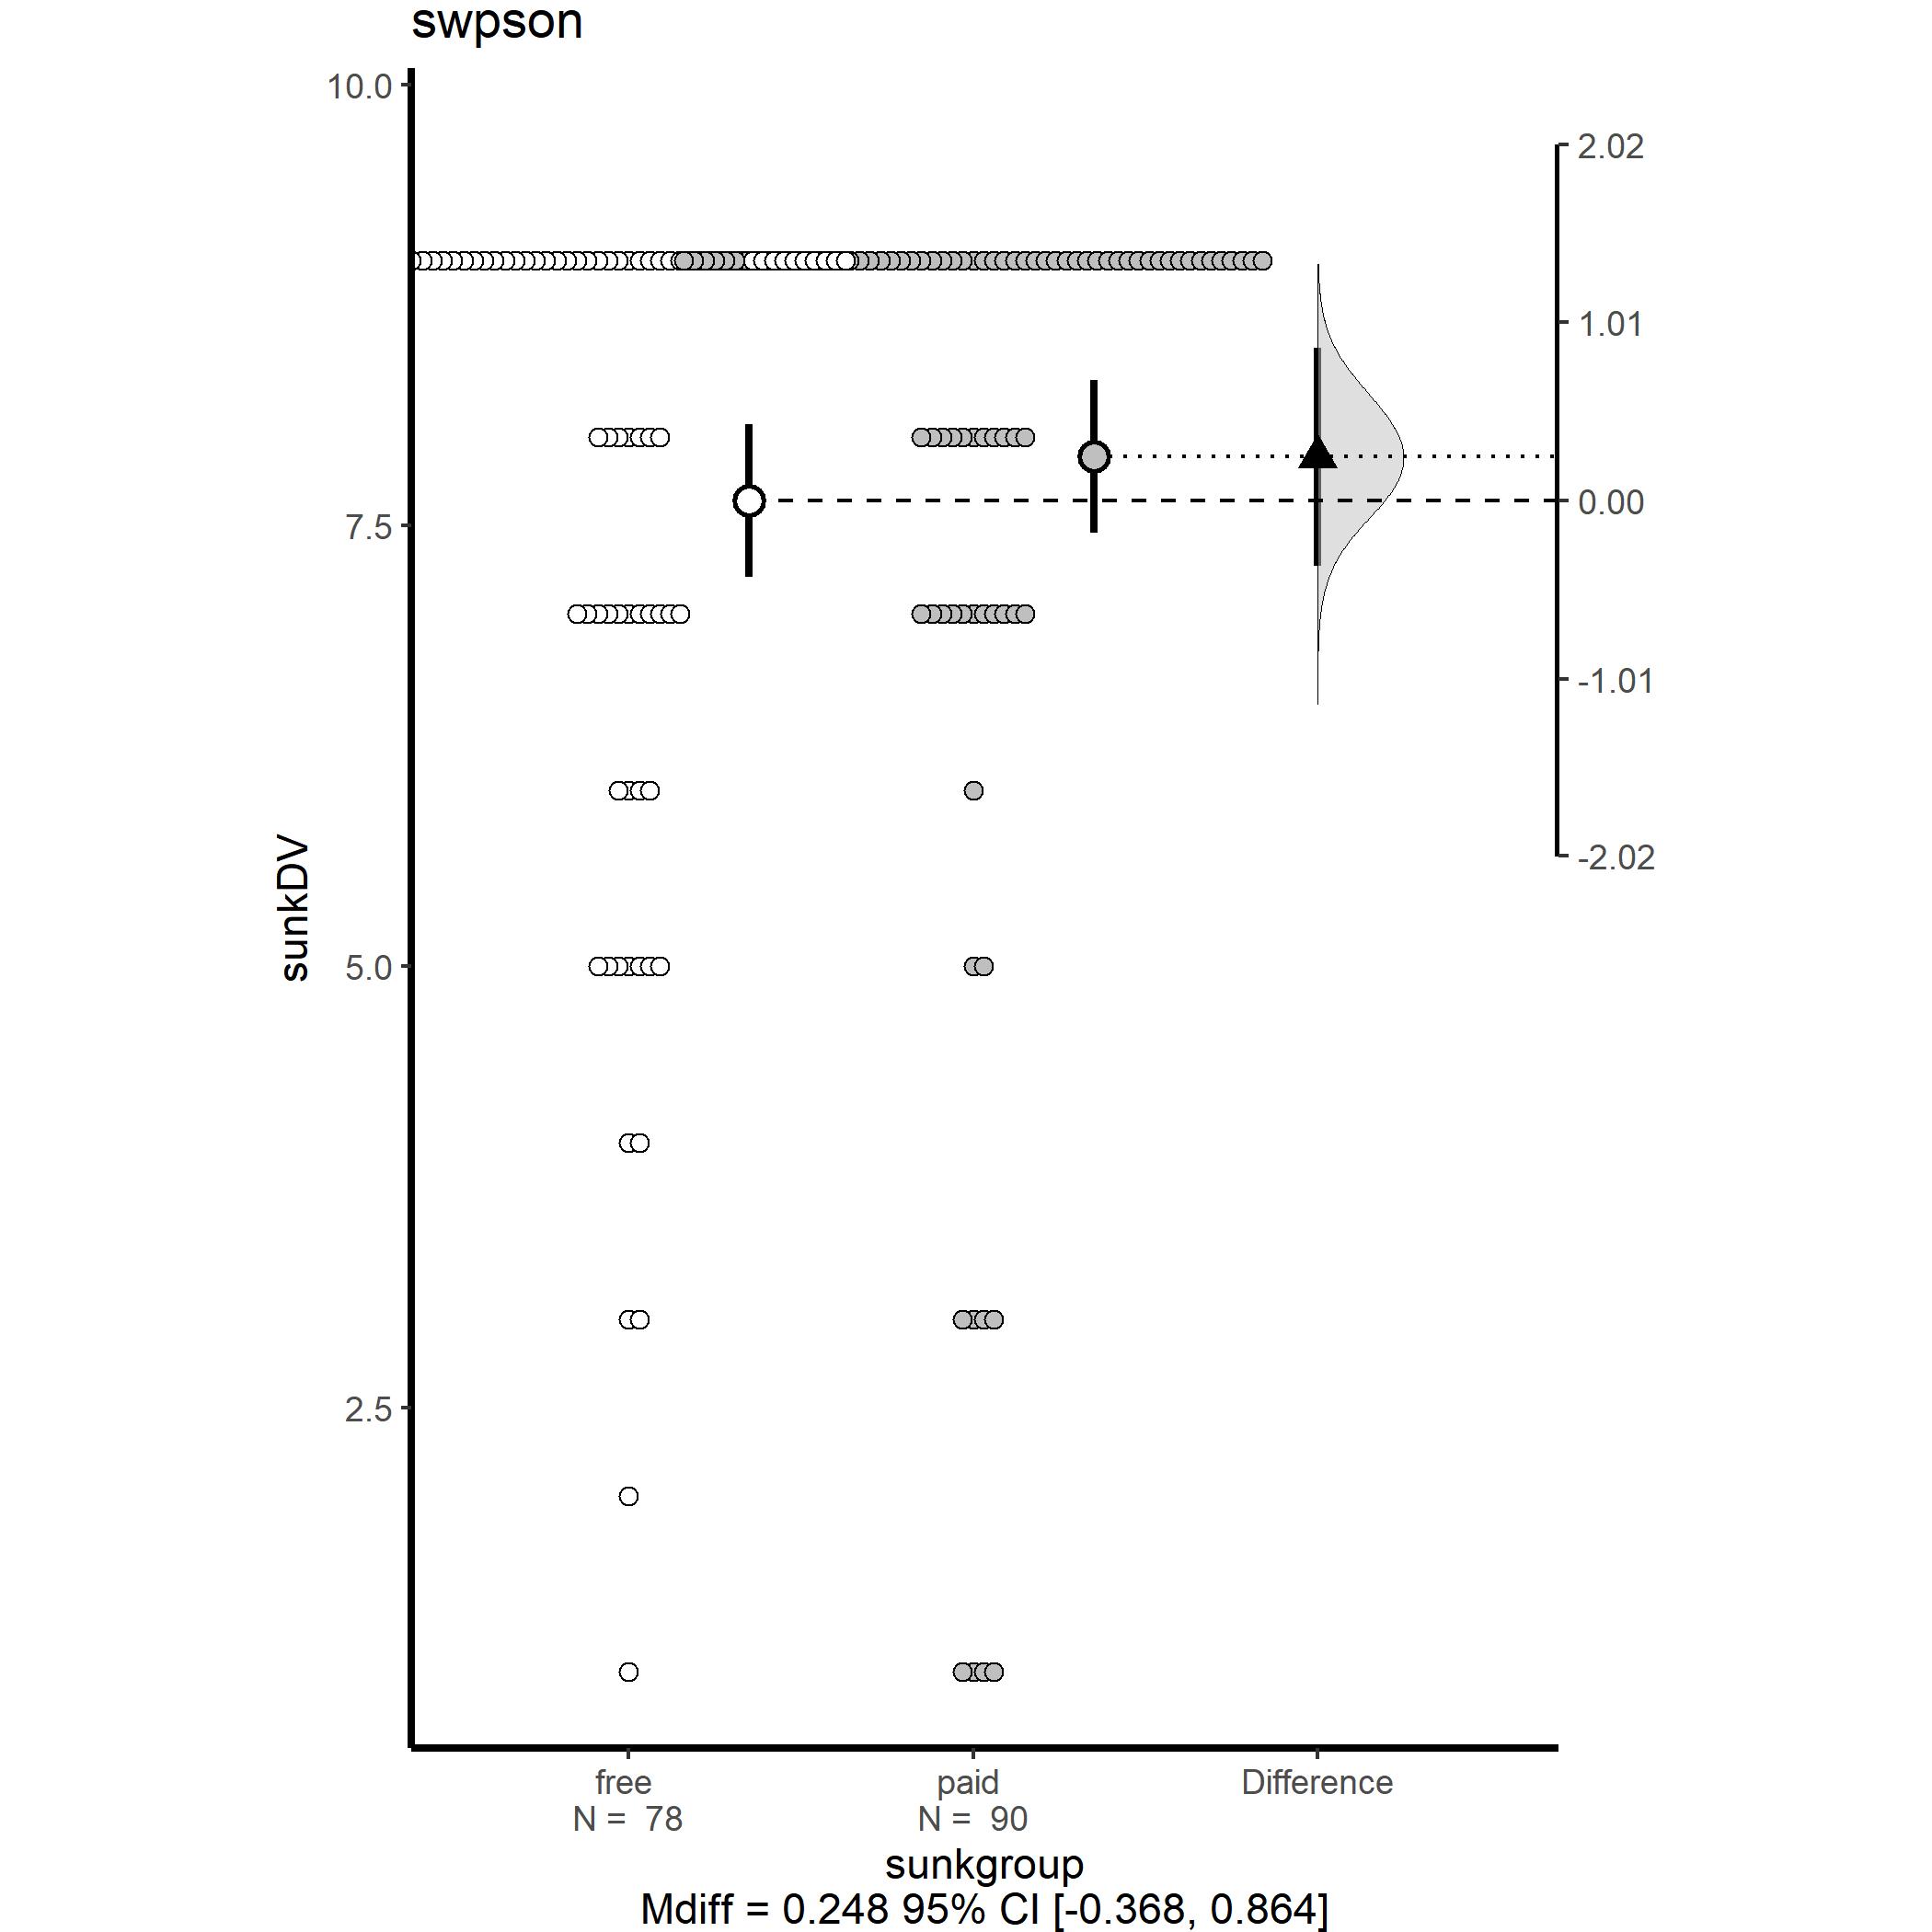 swpson
10.0
7.5
5.0
2.5
sunkDV
2.02
1.01
0.00
-1.01
-2.02
free
N = 78
paid
N = 90
Difference
sunkgroup
Mdiff = 0.248 95% CI [-0.368, 0.864]